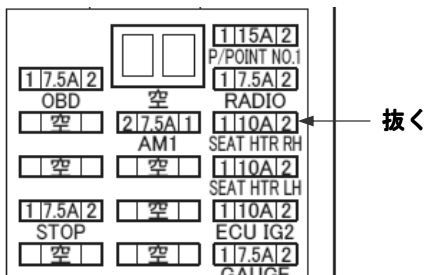 1 15A 2
P/POINT NO.1
1 7.5A 2 1 7.5A 2
OBD 空 RADIO
空 2 7.5A 1 1 10A 2 抜く
AM1 SEAT HTR RH
空 空 1 10A 2
SEAT HTR LH
1 7.5A 2 空 1 10A 2
STOP ECU IG2
空 空 1 7.5A 2
GAUGE